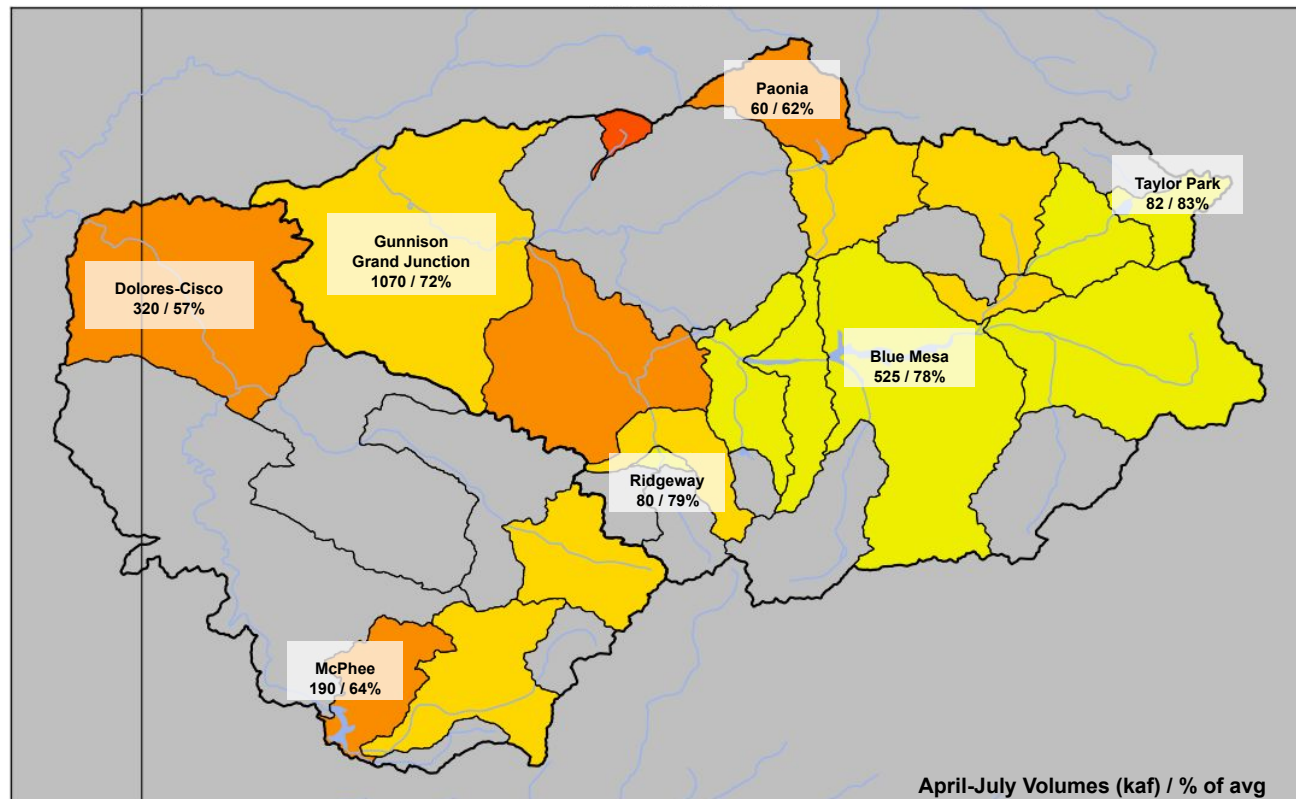 Paonia
60 / 62%
Taylor Park
82 / 83%
Gunnison
Grand Junction
1070 / 72%
Dolores-Cisco
320 / 57%
Blue Mesa
525 / 78%
Ridgeway
80 / 79%
McPhee
190 / 64%
April-July Volumes (kaf) / % of avg